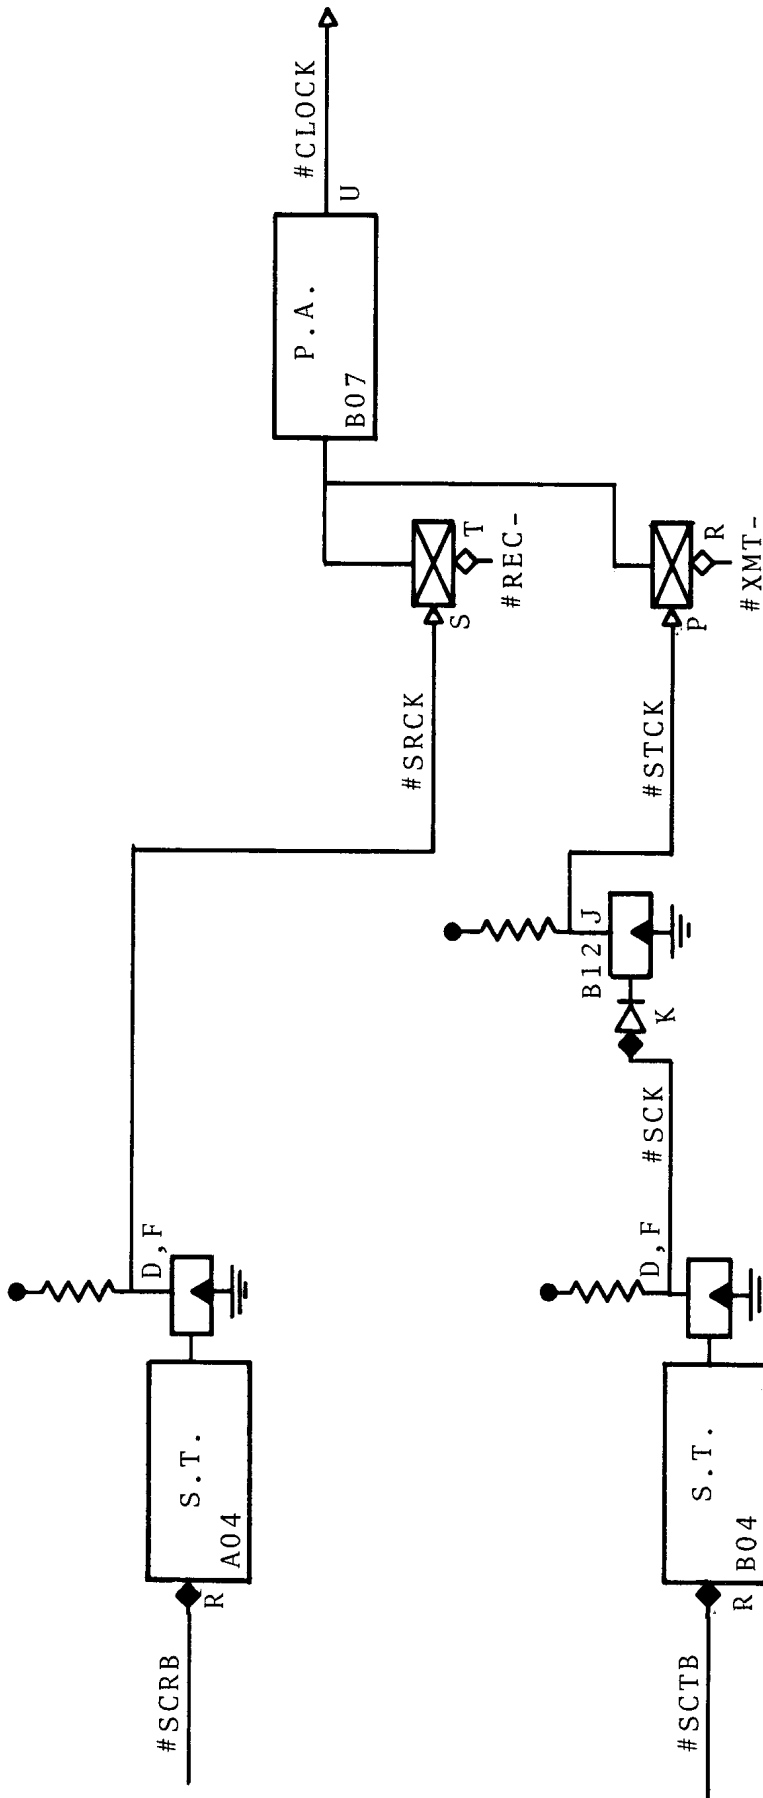 #SCRB
R
S.T.
A04
D,F
#SRCK
S
T
#REC-
P.A.
B07
U
#CLOCK
#SCTB
R
S.T.
B04
D,F
#SCK
K
B12
J
#STCK
P
R
#XMT-